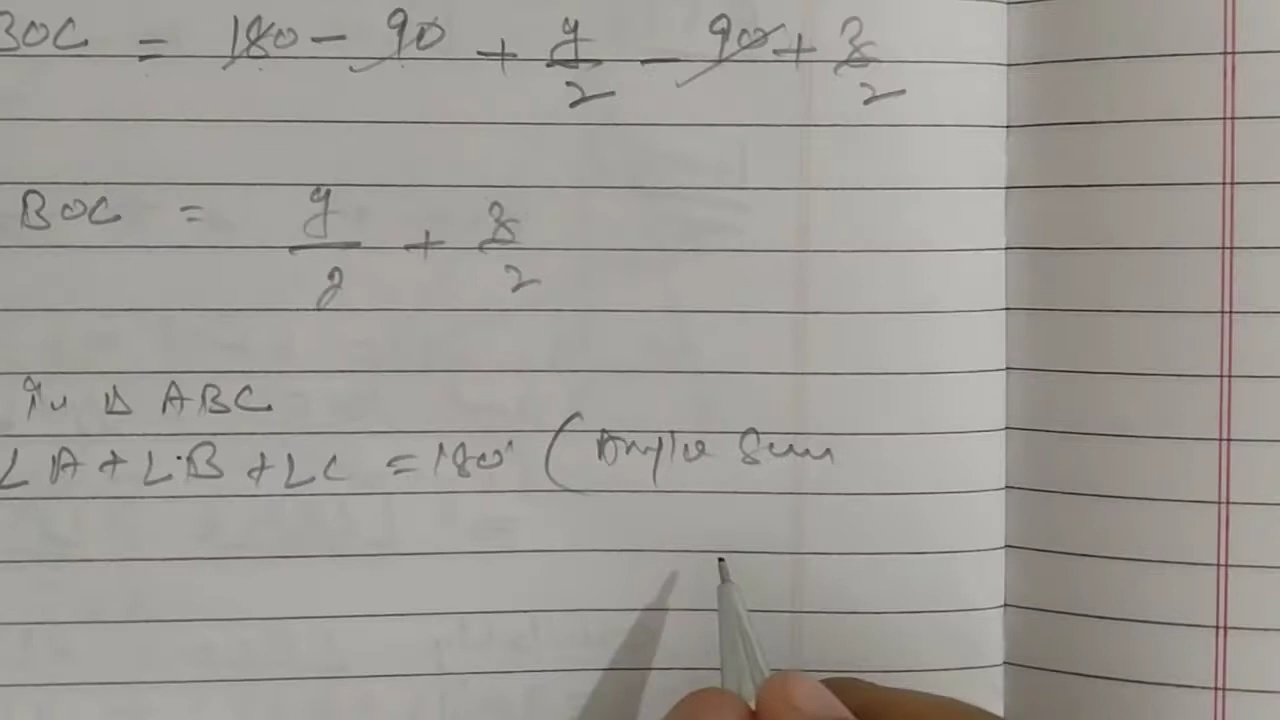 BOC = 180 - 90 + y/2 - 90 + z/2
BOC = y/2 + z/2
In Δ ABC
∠A + ∠B + ∠C = 180° (Angle Sum